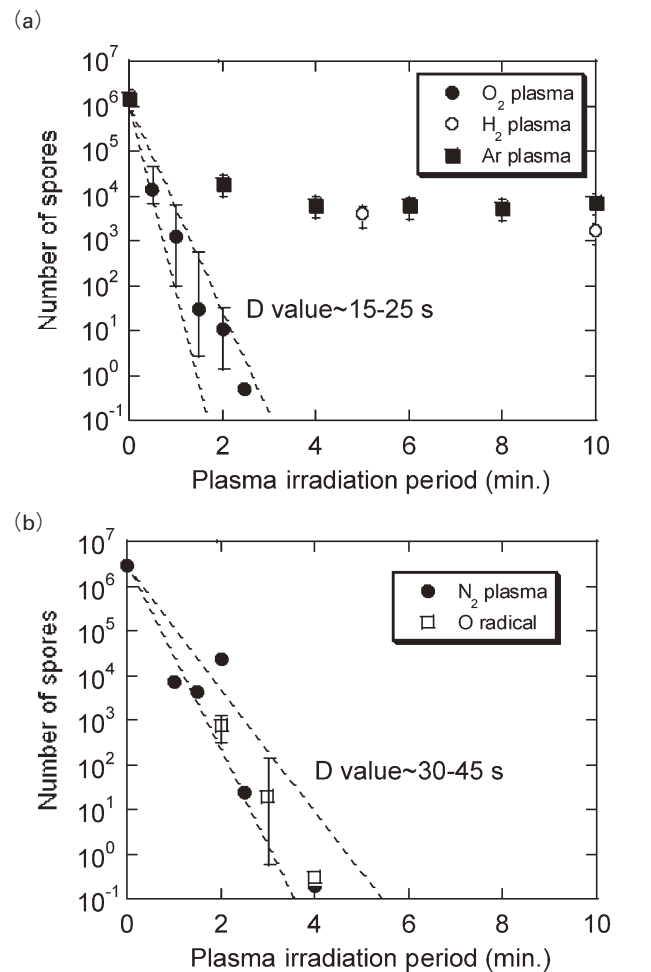 (a)
Number of spores
10^7
10^6
10^5
10^4
10^3
10^2
10^1
10^0
10^-1
O2 plasma
H2 plasma
Ar plasma
D value~15-25 s
0 2 4 6 8 10
Plasma irradiation period (min.)
(b)
Number of spores
10^7
10^6
10^5
10^4
10^3
10^2
10^1
10^0
10^-1
N2 plasma
O radical
D value~30-45 s
0 2 4 6 8 10
Plasma irradiation period (min.)